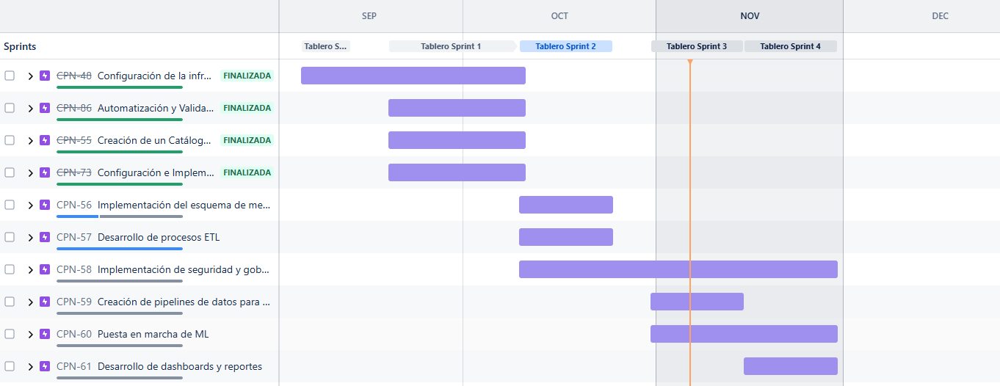 SEP OCT NOV DEC
Sprints Tablero S... Tablero Sprint 1 Tablero Sprint 2 Tablero Sprint 3 Tablero Sprint 4
CPN-48 Configuración de la infr... FINALIZADA
CPN-86 Automatización y Valida... FINALIZADA
CPN-55 Creación de un Catálog... FINALIZADA
CPN-73 Configuración e Implem... FINALIZADA
CPN-56 Implementación del esquema de me...
CPN-57 Desarrollo de procesos ETL
CPN-58 Implementación de seguridad y gob...
CPN-59 Creación de pipelines de datos para ...
CPN-60 Puesta en marcha de ML
CPN-61 Desarrollo de dashboards y reportes